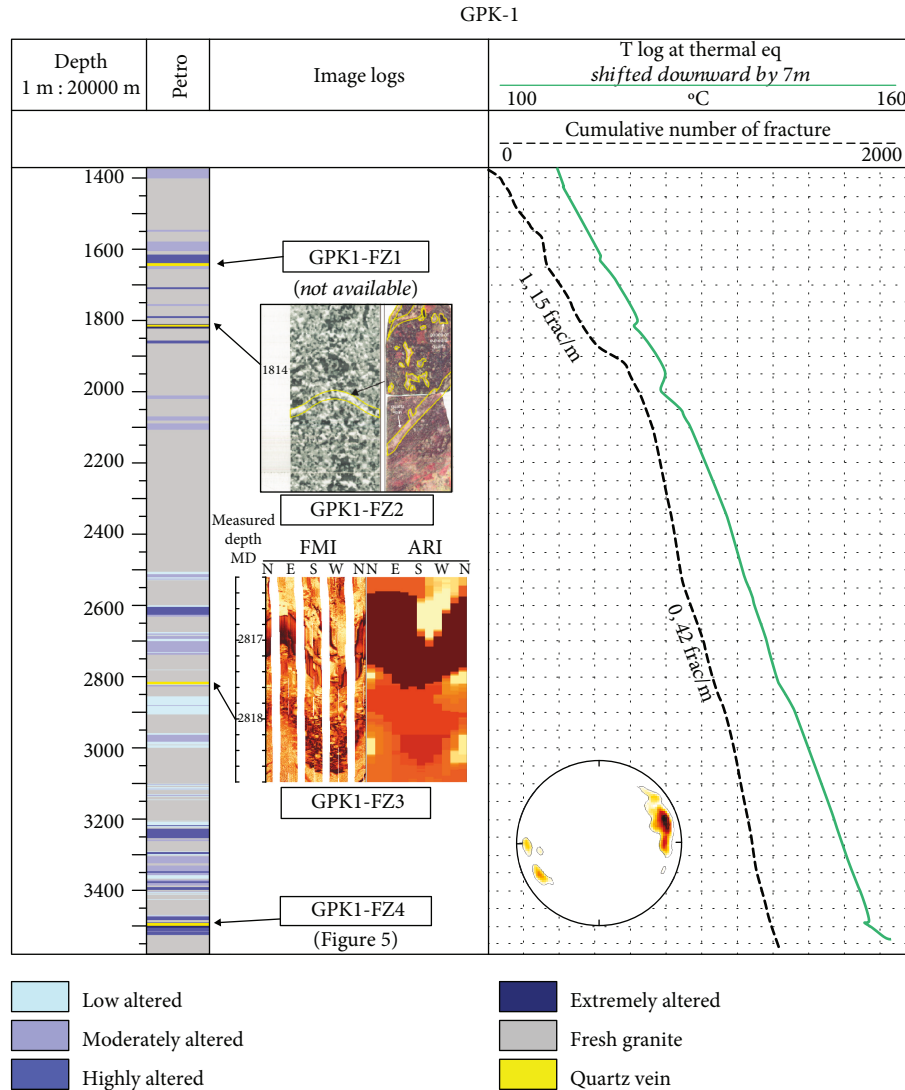 GPK-1
Depth
1 m : 20000 m
Petro
Image logs
T log at thermal eq
shifted downward by 7m
100 ºC 160
Cumulative number of fracture
0 2000
1400
1600
1800
2000
2200
2400
2600
2800
3000
3200
3400
GPK1-FZ1
(not available)
1814
GPK1-FZ2
Measured
depth
MD
FMI ARI
N E S W N N E S W N
2817
2818
GPK1-FZ3
GPK1-FZ4
(Figure 5)
1, 15 frac/m
0, 42 frac/m
Low altered
Moderately altered
Highly altered
Extremely altered
Fresh granite
Quartz vein